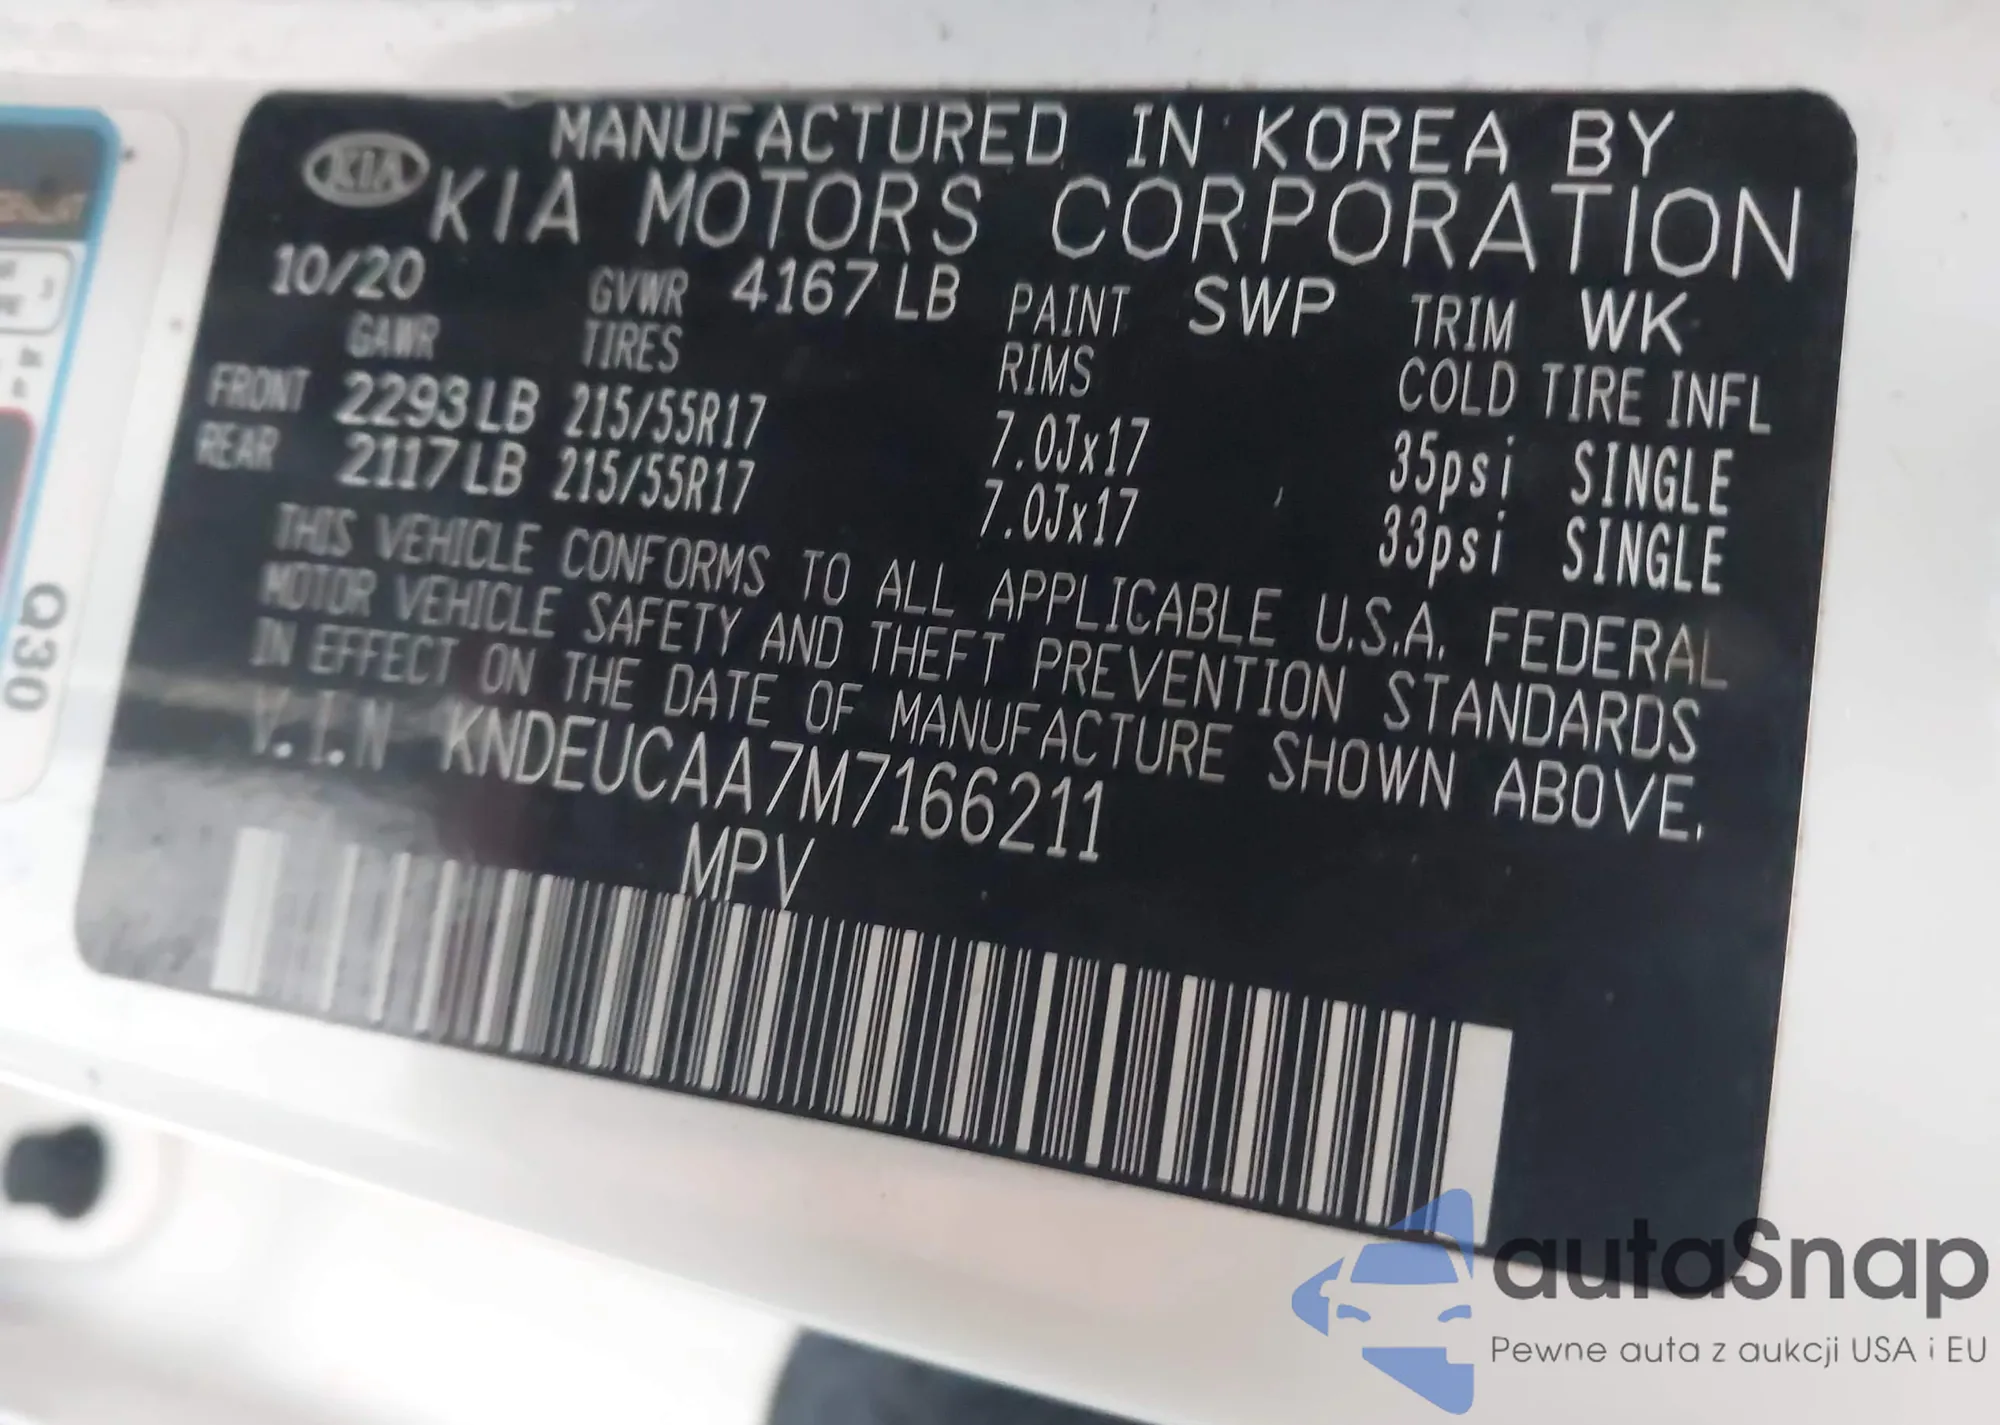 MANUFACTURED IN KOREA BY
KIA KIA MOTORS CORPORATION
10/20 GVWR 4167 LB PAINT SWP TRIM WK
GAWR TIRES RIMS COLD TIRE INFL
FRONT 2293 LB 215/55R17 7.0Jx17 35psi SINGLE
REAR 2117 LB 215/55R17 7.0Jx17 33psi SINGLE
THIS VEHICLE CONFORMS TO ALL APPLICABLE U.S.A. FEDERAL
MOTOR VEHICLE SAFETY AND THEFT PREVENTION STANDARDS
IN EFFECT ON THE DATE OF MANUFACTURE SHOWN ABOVE.
V.I.N KNDEUCAA7M7166211
MPV
Q30
autaSnap
Pewne auta z aukcji USA i EU